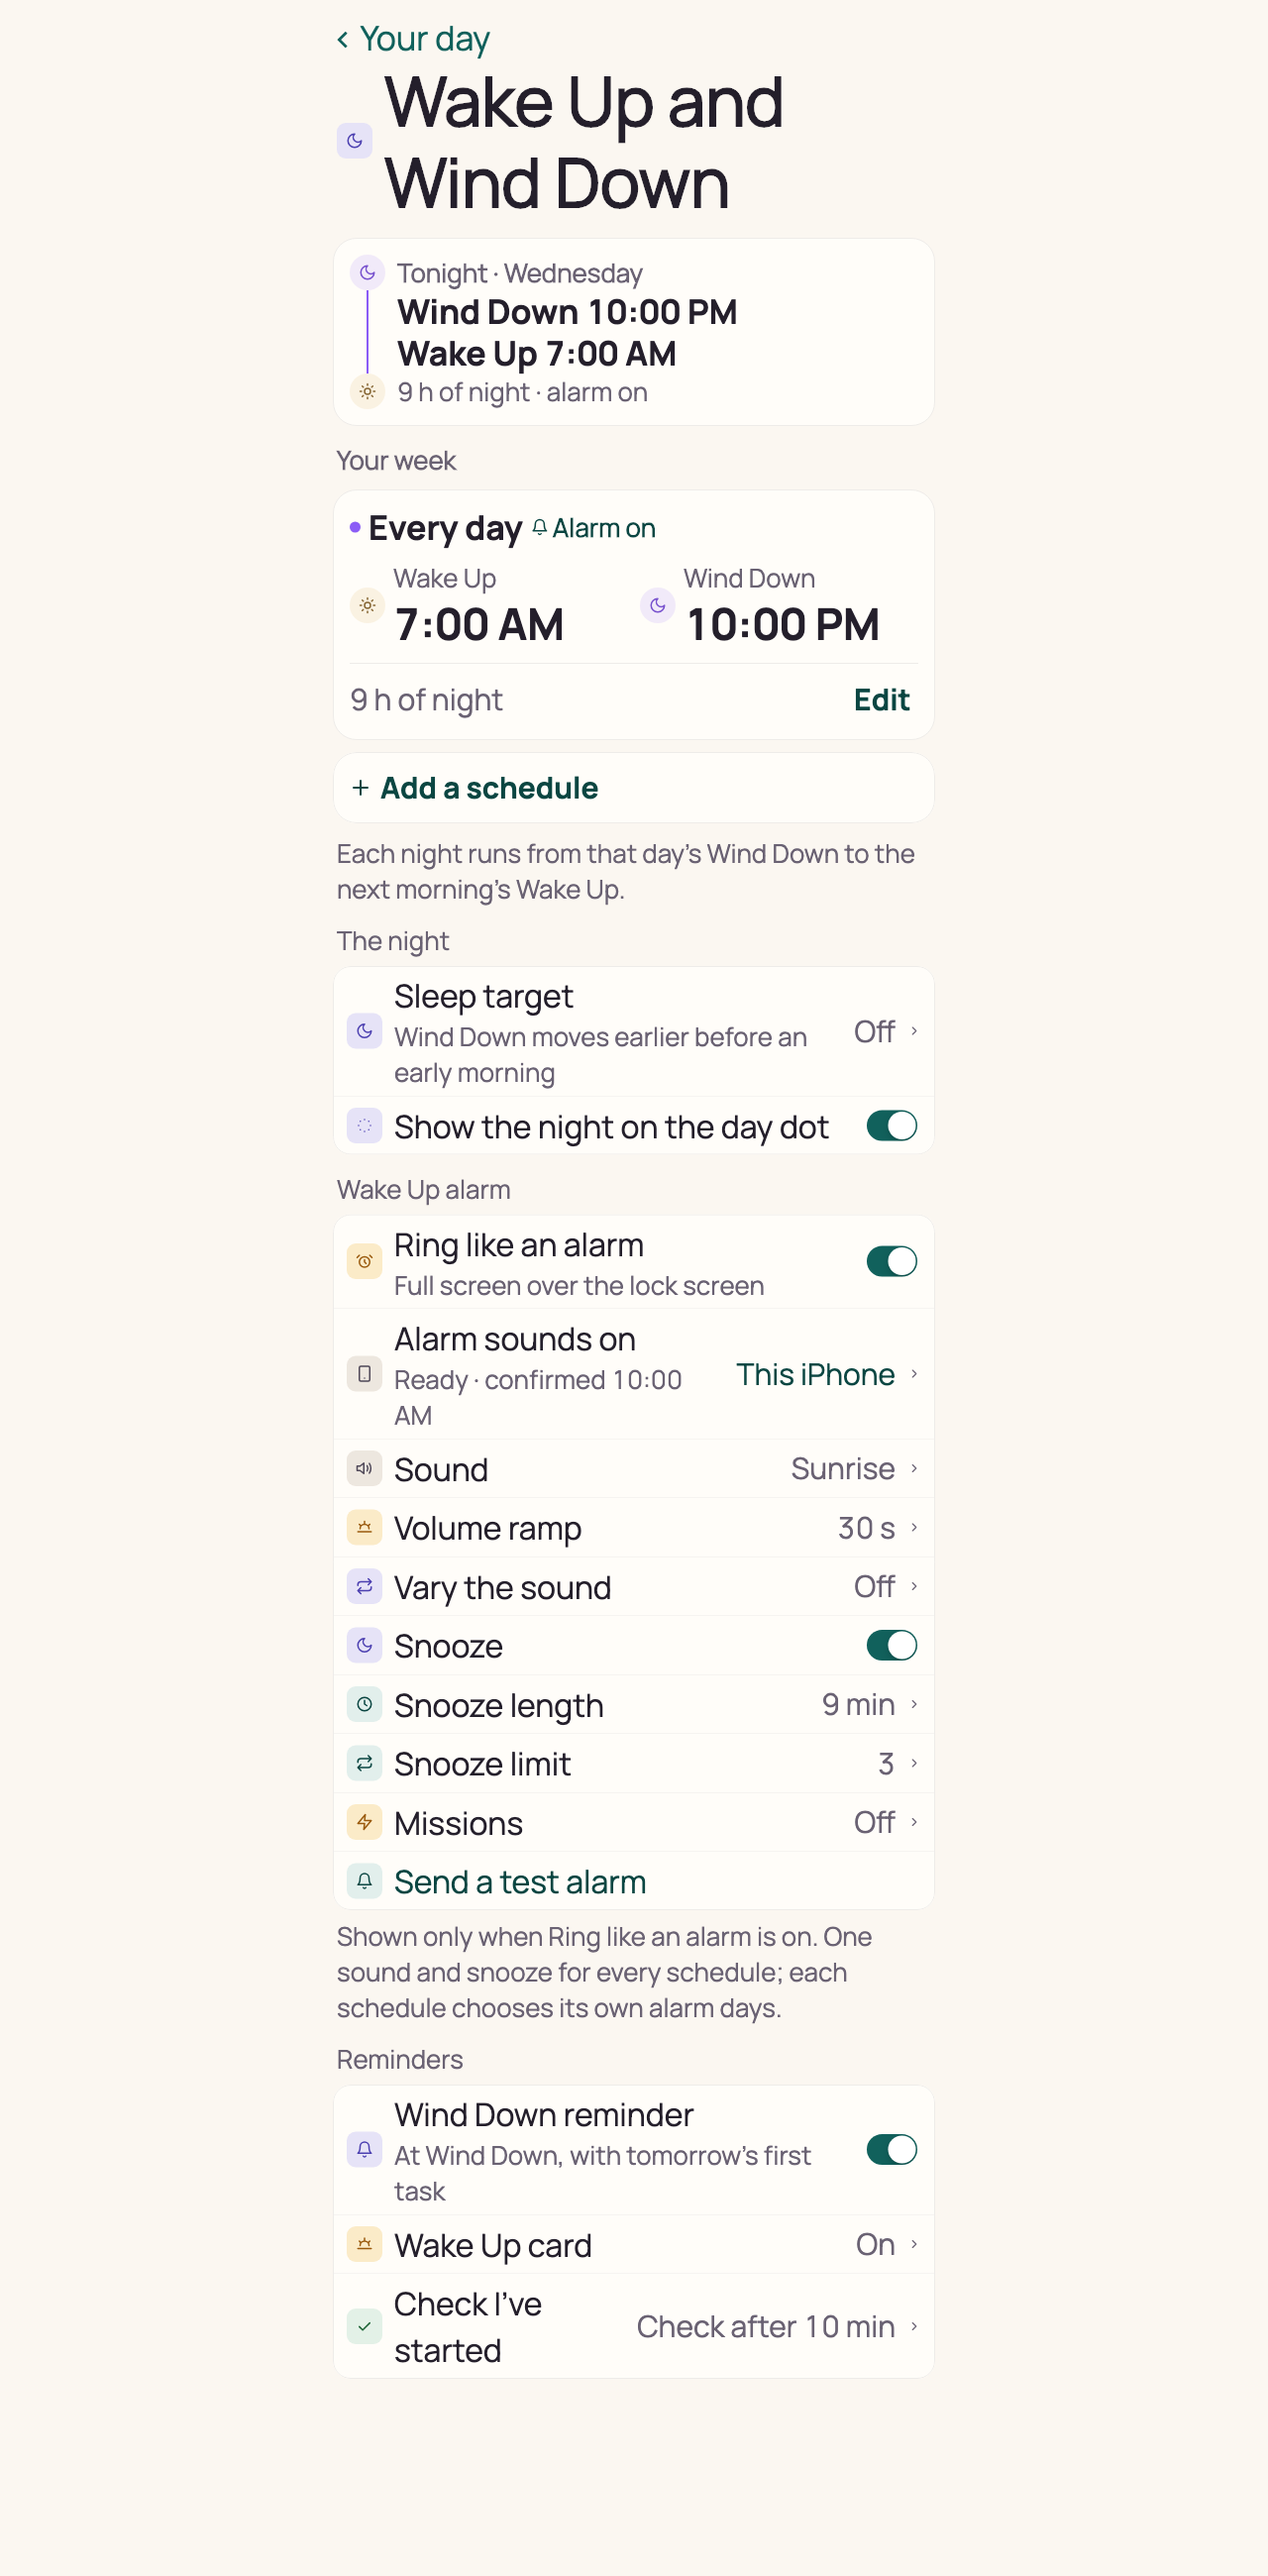 Your day
Wake Up and
Wind Down
Tonight · Wednesday
Wind Down 10:00 PM
Wake Up 7:00 AM
9 h of night · alarm on
Your week
Every day Alarm on
Wake Up
7:00 AM
Wind Down
10:00 PM
9 h of night
Edit
+ Add a schedule
Each night runs from that day’s Wind Down to the
next morning’s Wake Up.
The night
Sleep target
Wind Down moves earlier before an
early morning
Off
Show the night on the day dot
Wake Up alarm
Ring like an alarm
Full screen over the lock screen
Alarm sounds on
Ready · confirmed 10:00
AM
This iPhone
Sound
Sunrise
Volume ramp
30 s
Vary the sound
Off
Snooze
Snooze length
9 min
Snooze limit
3
Missions
Off
Send a test alarm
Shown only when Ring like an alarm is on. One
sound and snooze for every schedule; each
schedule chooses its own alarm days.
Reminders
Wind Down reminder
At Wind Down, with tomorrow’s first
task
Wake Up card
On
Check I’ve
started
Check after 10 min